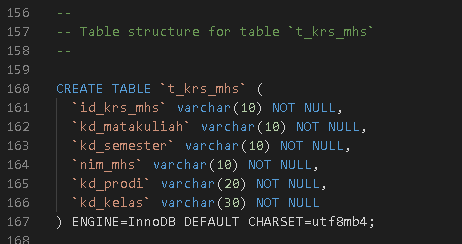 156 --
157 -- Table structure for table `t_krs_mhs`
158 --
159
160 CREATE TABLE `t_krs_mhs` (
161 `id_krs_mhs` varchar(10) NOT NULL,
162 `kd_matakuliah` varchar(10) NOT NULL,
163 `kd_semester` varchar(10) NOT NULL,
164 `nim_mhs` varchar(10) NOT NULL,
165 `kd_prodi` varchar(20) NOT NULL,
166 `kd_kelas` varchar(30) NOT NULL
167 ) ENGINE=InnoDB DEFAULT CHARSET=utf8mb4;
168